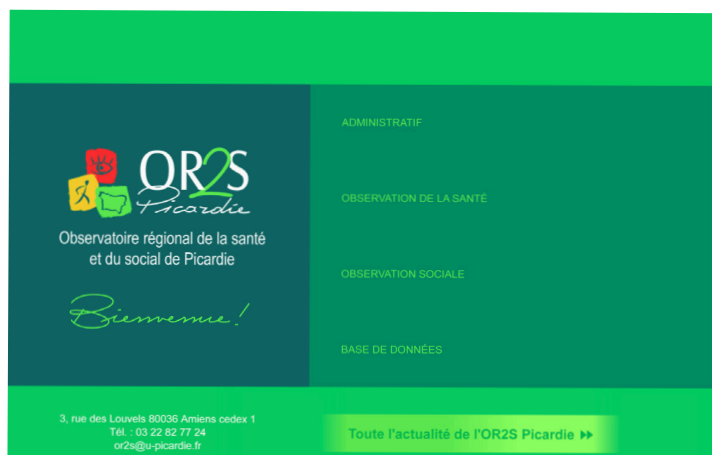 OR2S
Picardie
Observatoire régional de la santé
et du social de Picardie
Bienvenue!
ADMINISTRATIF
OBSERVATION DE LA SANTÉ
OBSERVATION SOCIALE
BASE DE DONNÉES
3, rue des Louvels 80036 Amiens cedex 1
Tél. : 03 22 82 77 24
or2s@u-picardie.fr
Toute l'actualité de l'OR2S Picardie